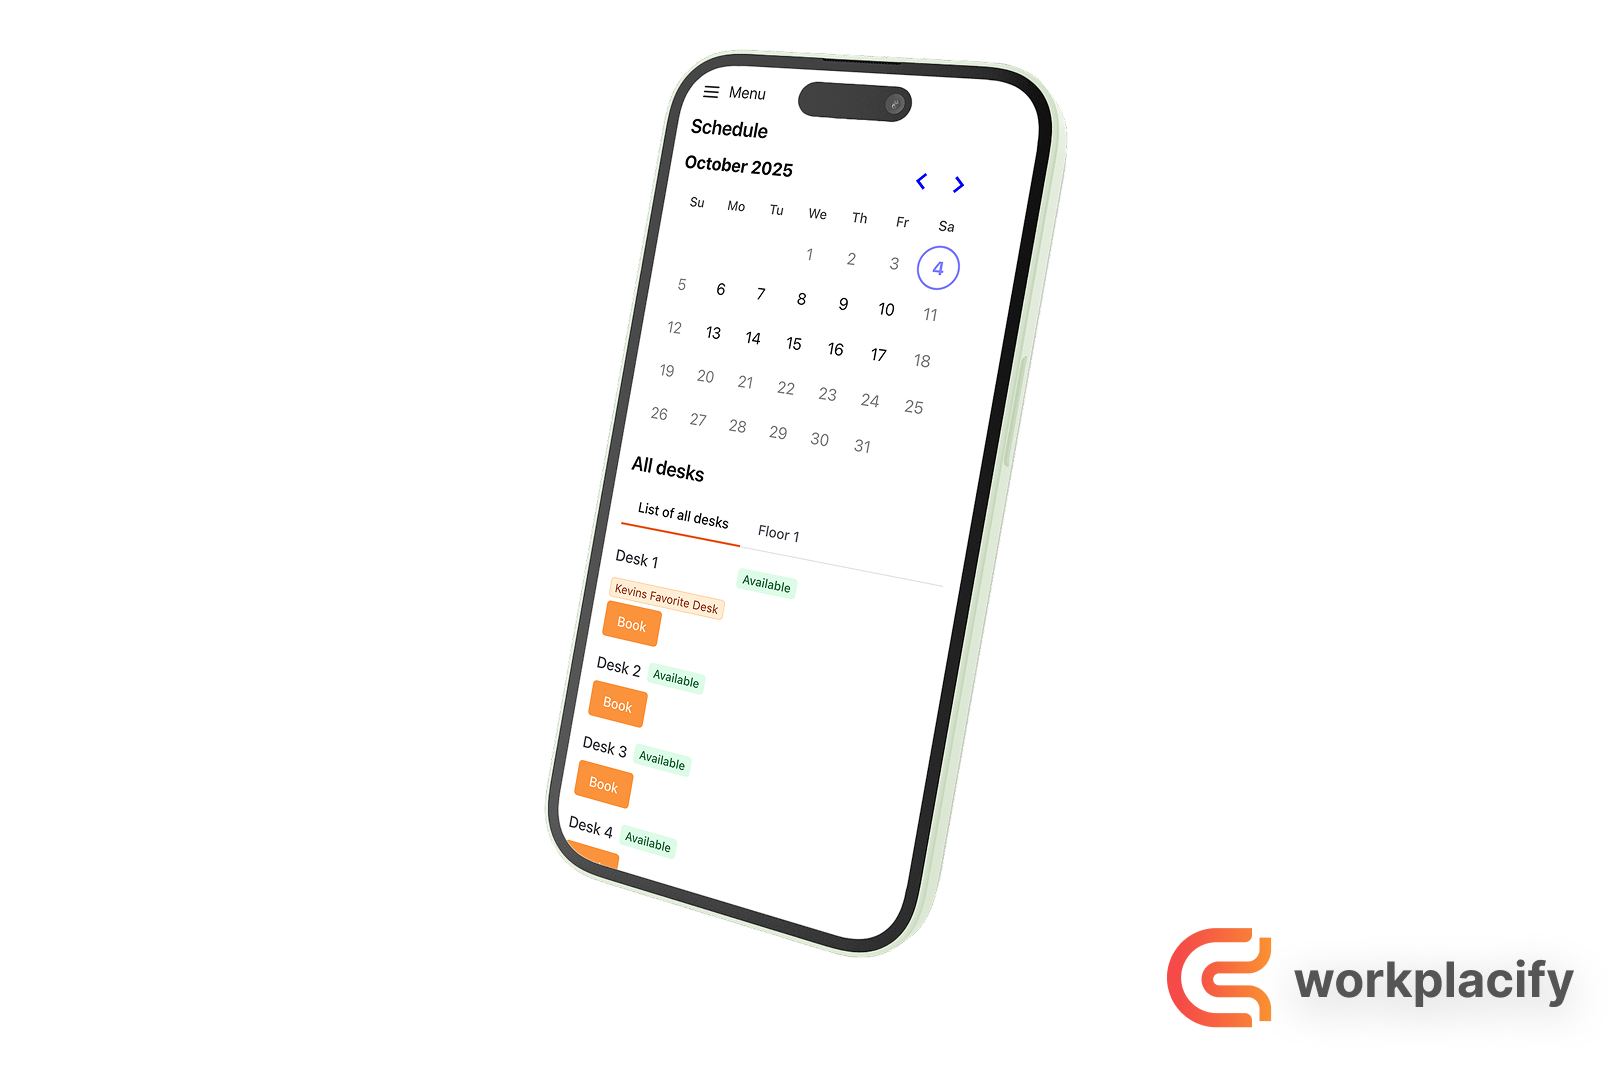 Menu
Schedule
October 2025
Su Mo Tu We Th Fr Sa
1 2 3 4
5 6 7 8 9 10 11
12 13 14 15 16 17 18
19 20 21 22 23 24 25
26 27 28 29 30 31
All desks
List of all desks Floor 1
Desk 1 Available
Kevins Favorite Desk
Book
Desk 2 Available
Book
Desk 3 Available
Book
Desk 4 Available
workplacify